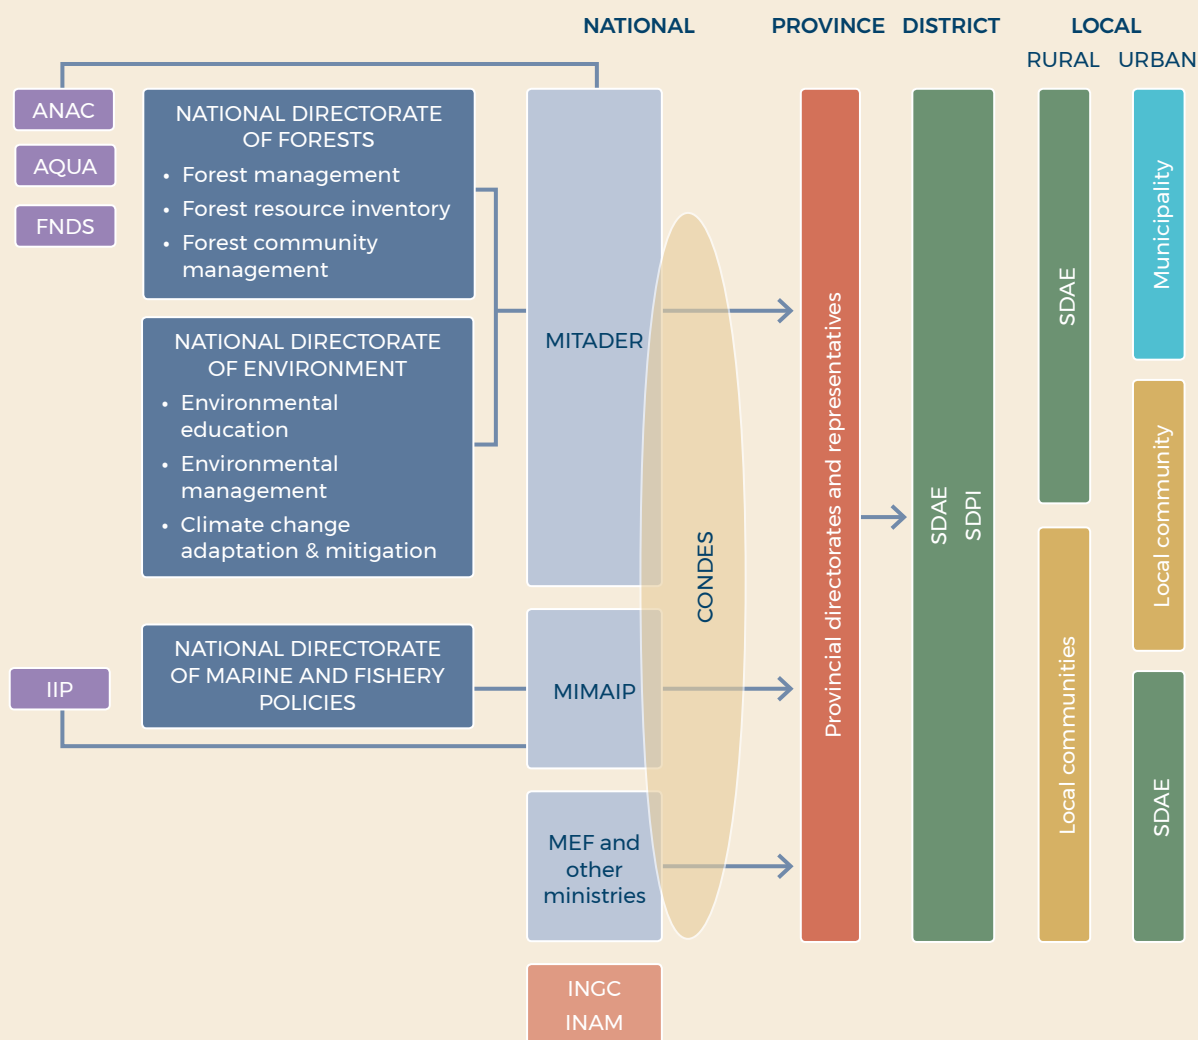 NATIONAL
PROVINCE
DISTRICT
LOCAL
RURAL
URBAN
ANAC
AQUA
FNDS
NATIONAL DIRECTORATE
OF FORESTS
• Forest management
• Forest resource inventory
• Forest community
management
NATIONAL DIRECTORATE
OF ENVIRONMENT
• Environmental
education
• Environmental
management
• Climate change
adaptation & mitigation
IIP
NATIONAL DIRECTORATE
OF MARINE AND FISHERY
POLICIES
MITADER
MIMAIP
MEF and
other
ministries
INGC
INAM
CONDES
Provincial directorates and representatives
SDAE
SDPI
SDAE
Local communities
Municipality
Local community
SDAE